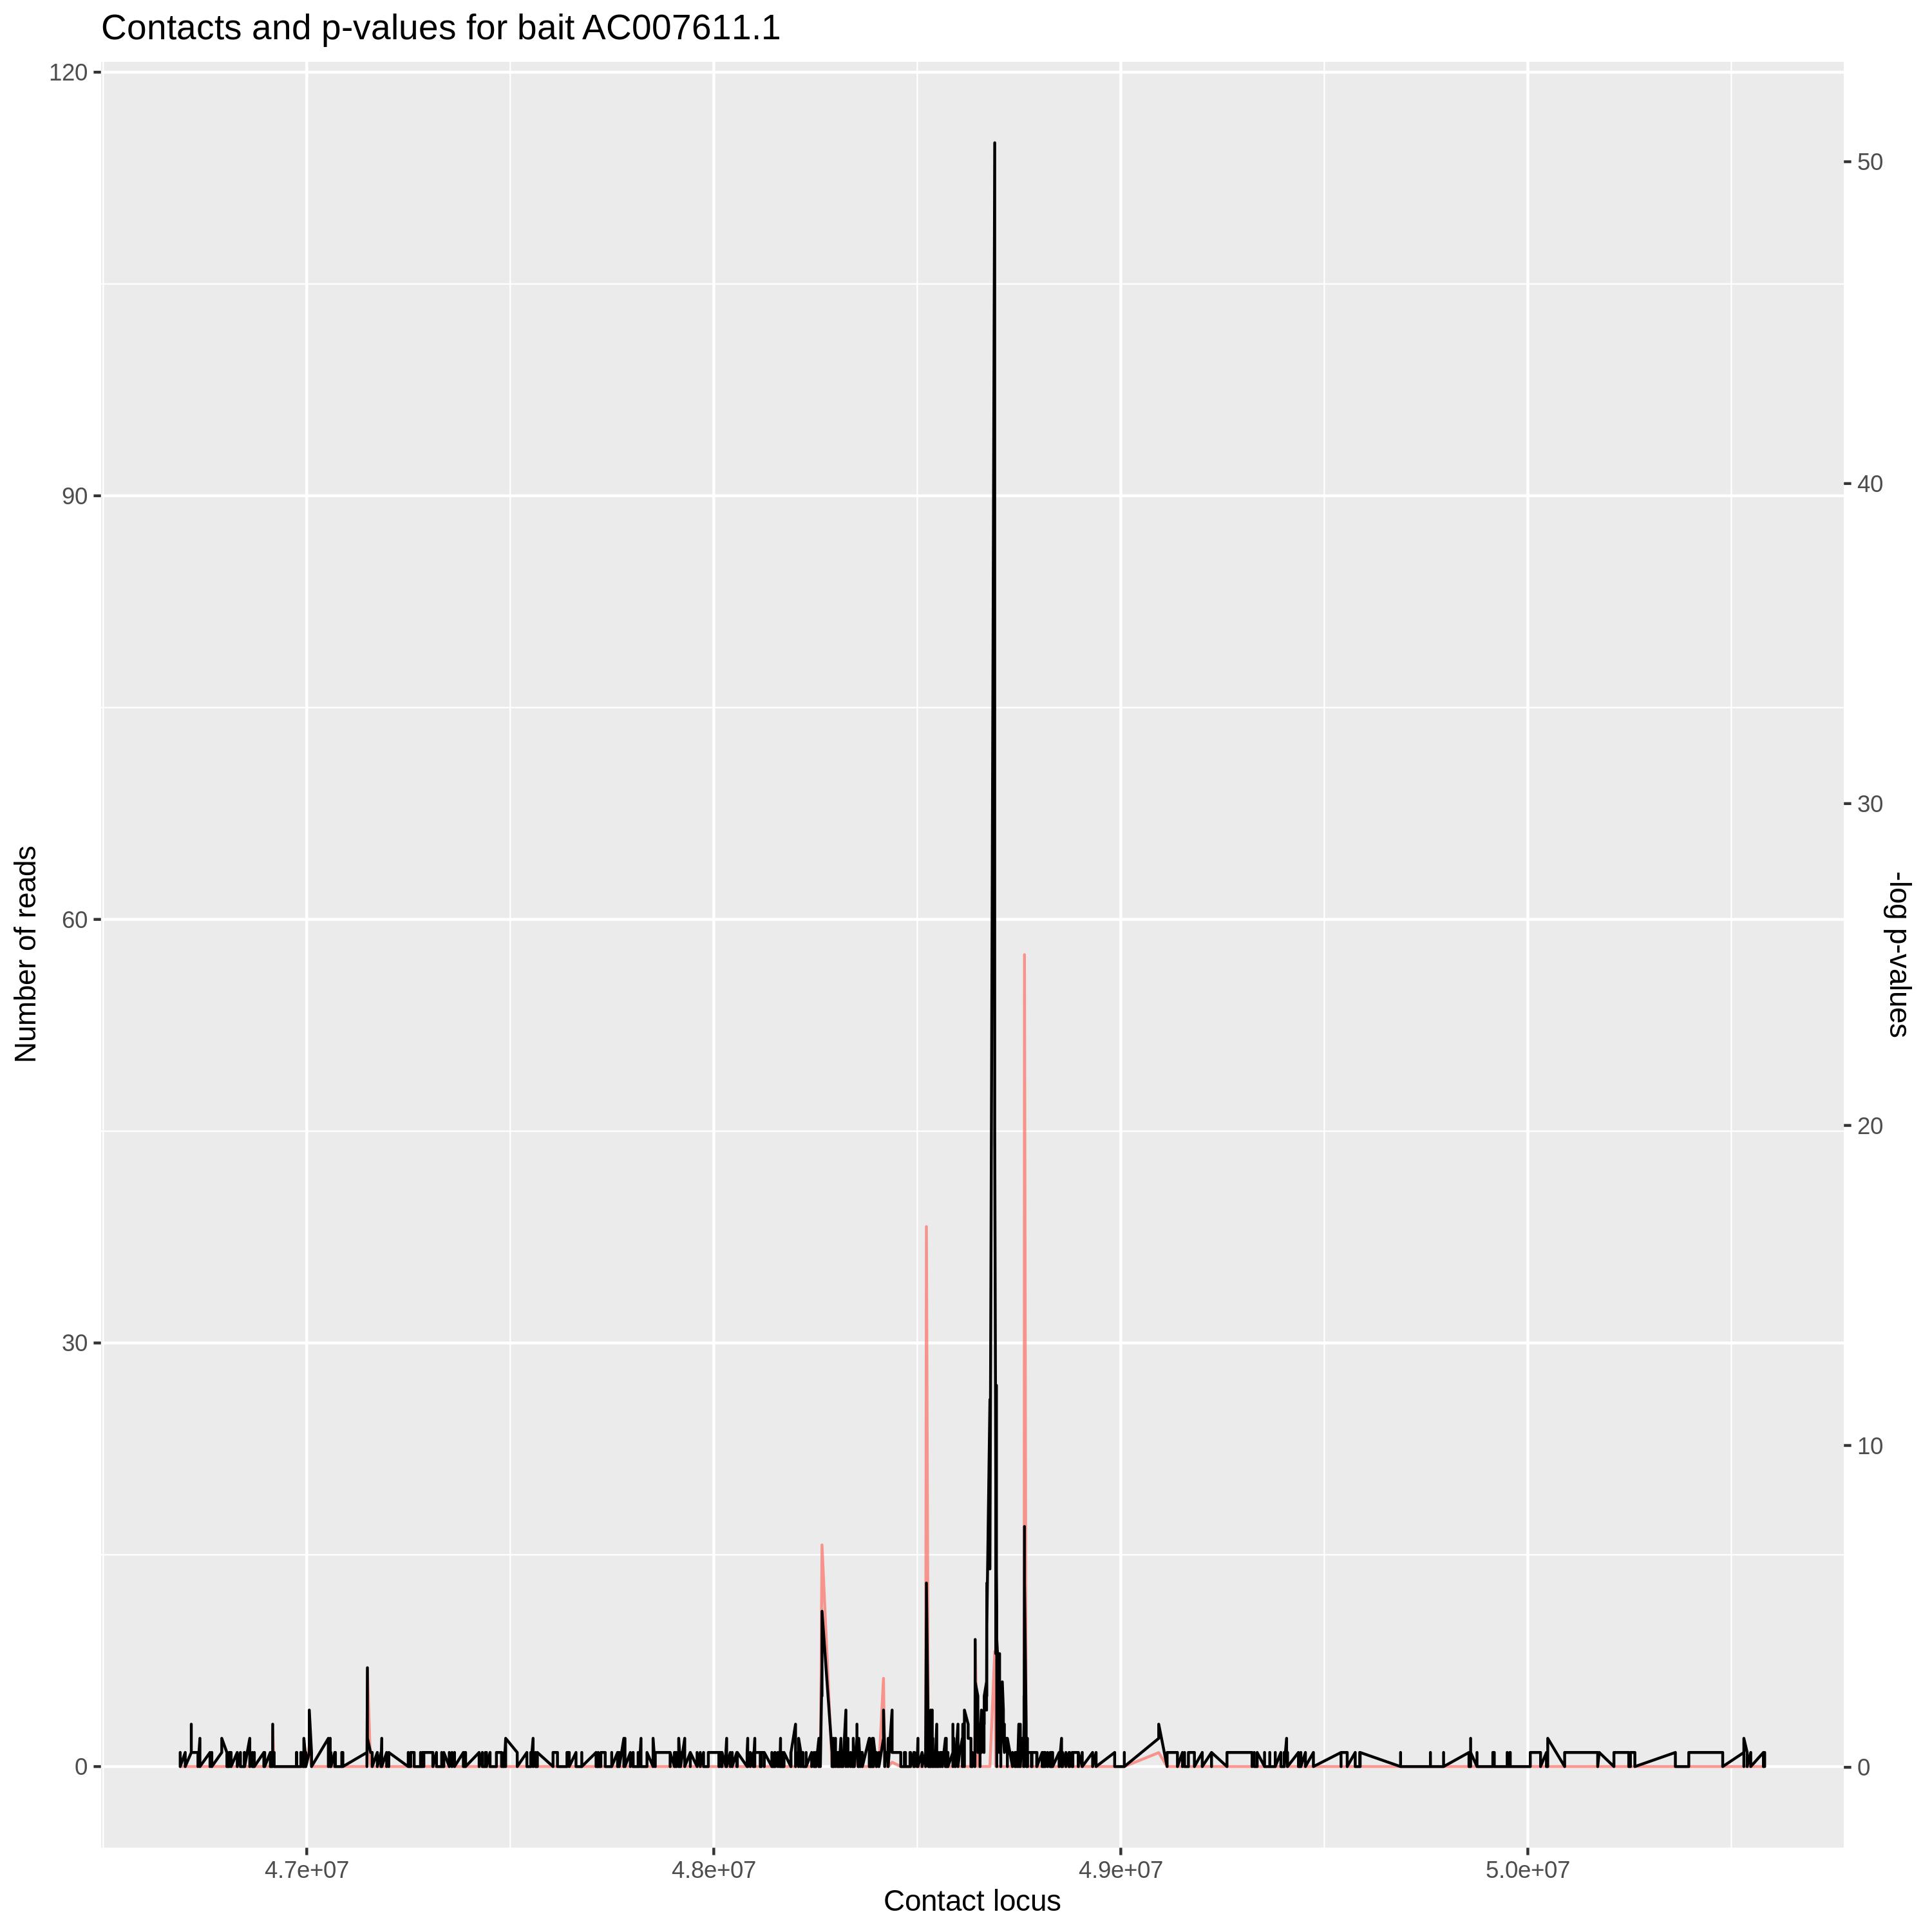 Contacts and p-values for bait AC007611.1
120
90
60
30
0
Number of reads
50
40
30
20
10
0
-log p-values
4.7e+07
4.8e+07
4.9e+07
5.0e+07
Contact locus